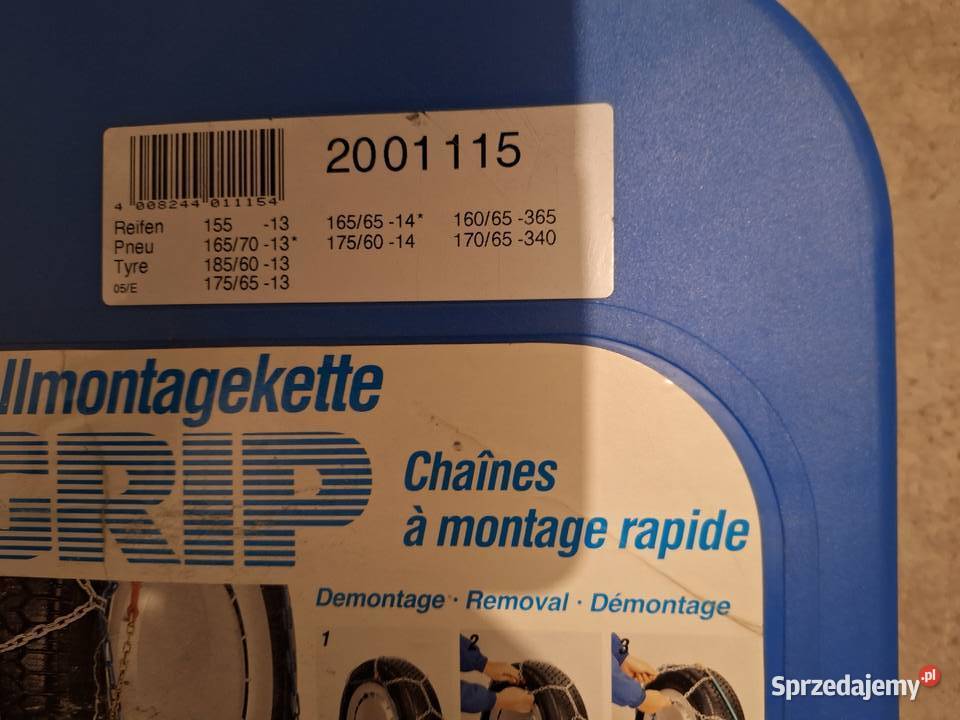 2001115
4 008244 011154
Reifen 155 -13 165/65 -14* 160/65 -365
Pneu 165/70 -13* 175/60 -14 170/65 -340
Tyre 185/60 -13
05/E 175/65 -13
llmontagekette
GRIP
Chaînes
à montage rapide
Demontage · Removal · Démontage
1 2 3
Sprzedajemy.pl